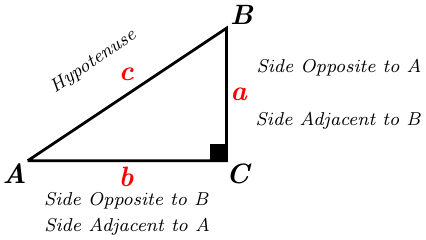 B
Hypotenuse
c
Side Opposite to A
a
Side Adjacent to B
A
b
C
Side Opposite to B
Side Adjacent to A